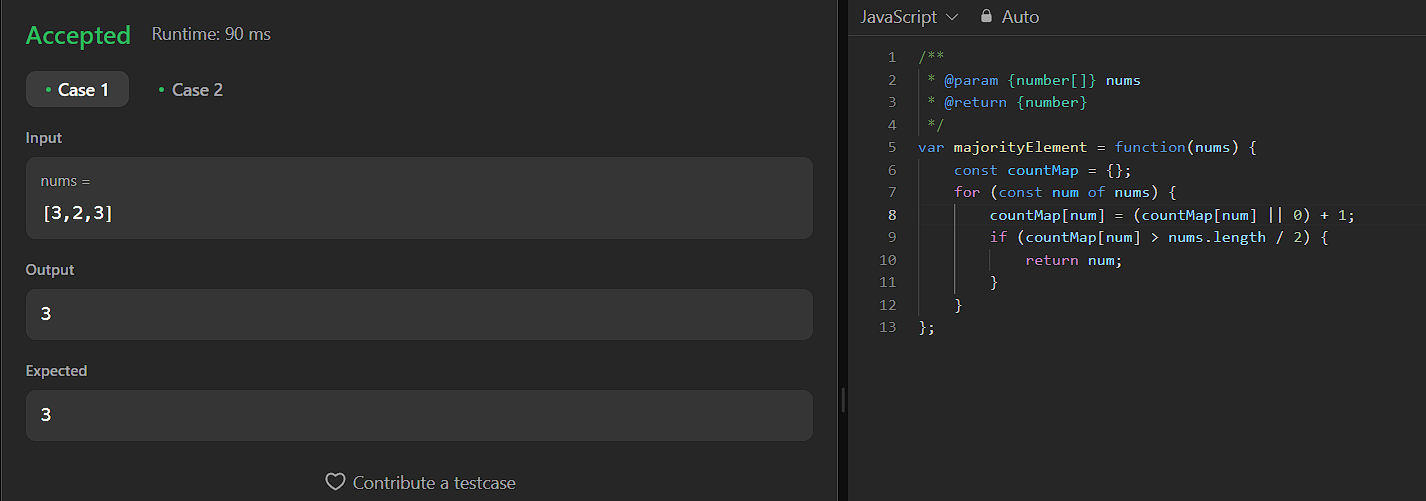 Accepted Runtime: 90 ms
• Case 1 • Case 2
Input
nums =
[3,2,3]
Output
3
Expected
3
Contribute a testcase
JavaScript Auto
1 /**
2 * @param {number[]} nums
3 * @return {number}
4 */
5 var majorityElement = function(nums) {
6 const countMap = {};
7 for (const num of nums) {
8 countMap[num] = (countMap[num] || 0) + 1;
9 if (countMap[num] > nums.length / 2) {
10 return num;
11 }
12 }
13 };